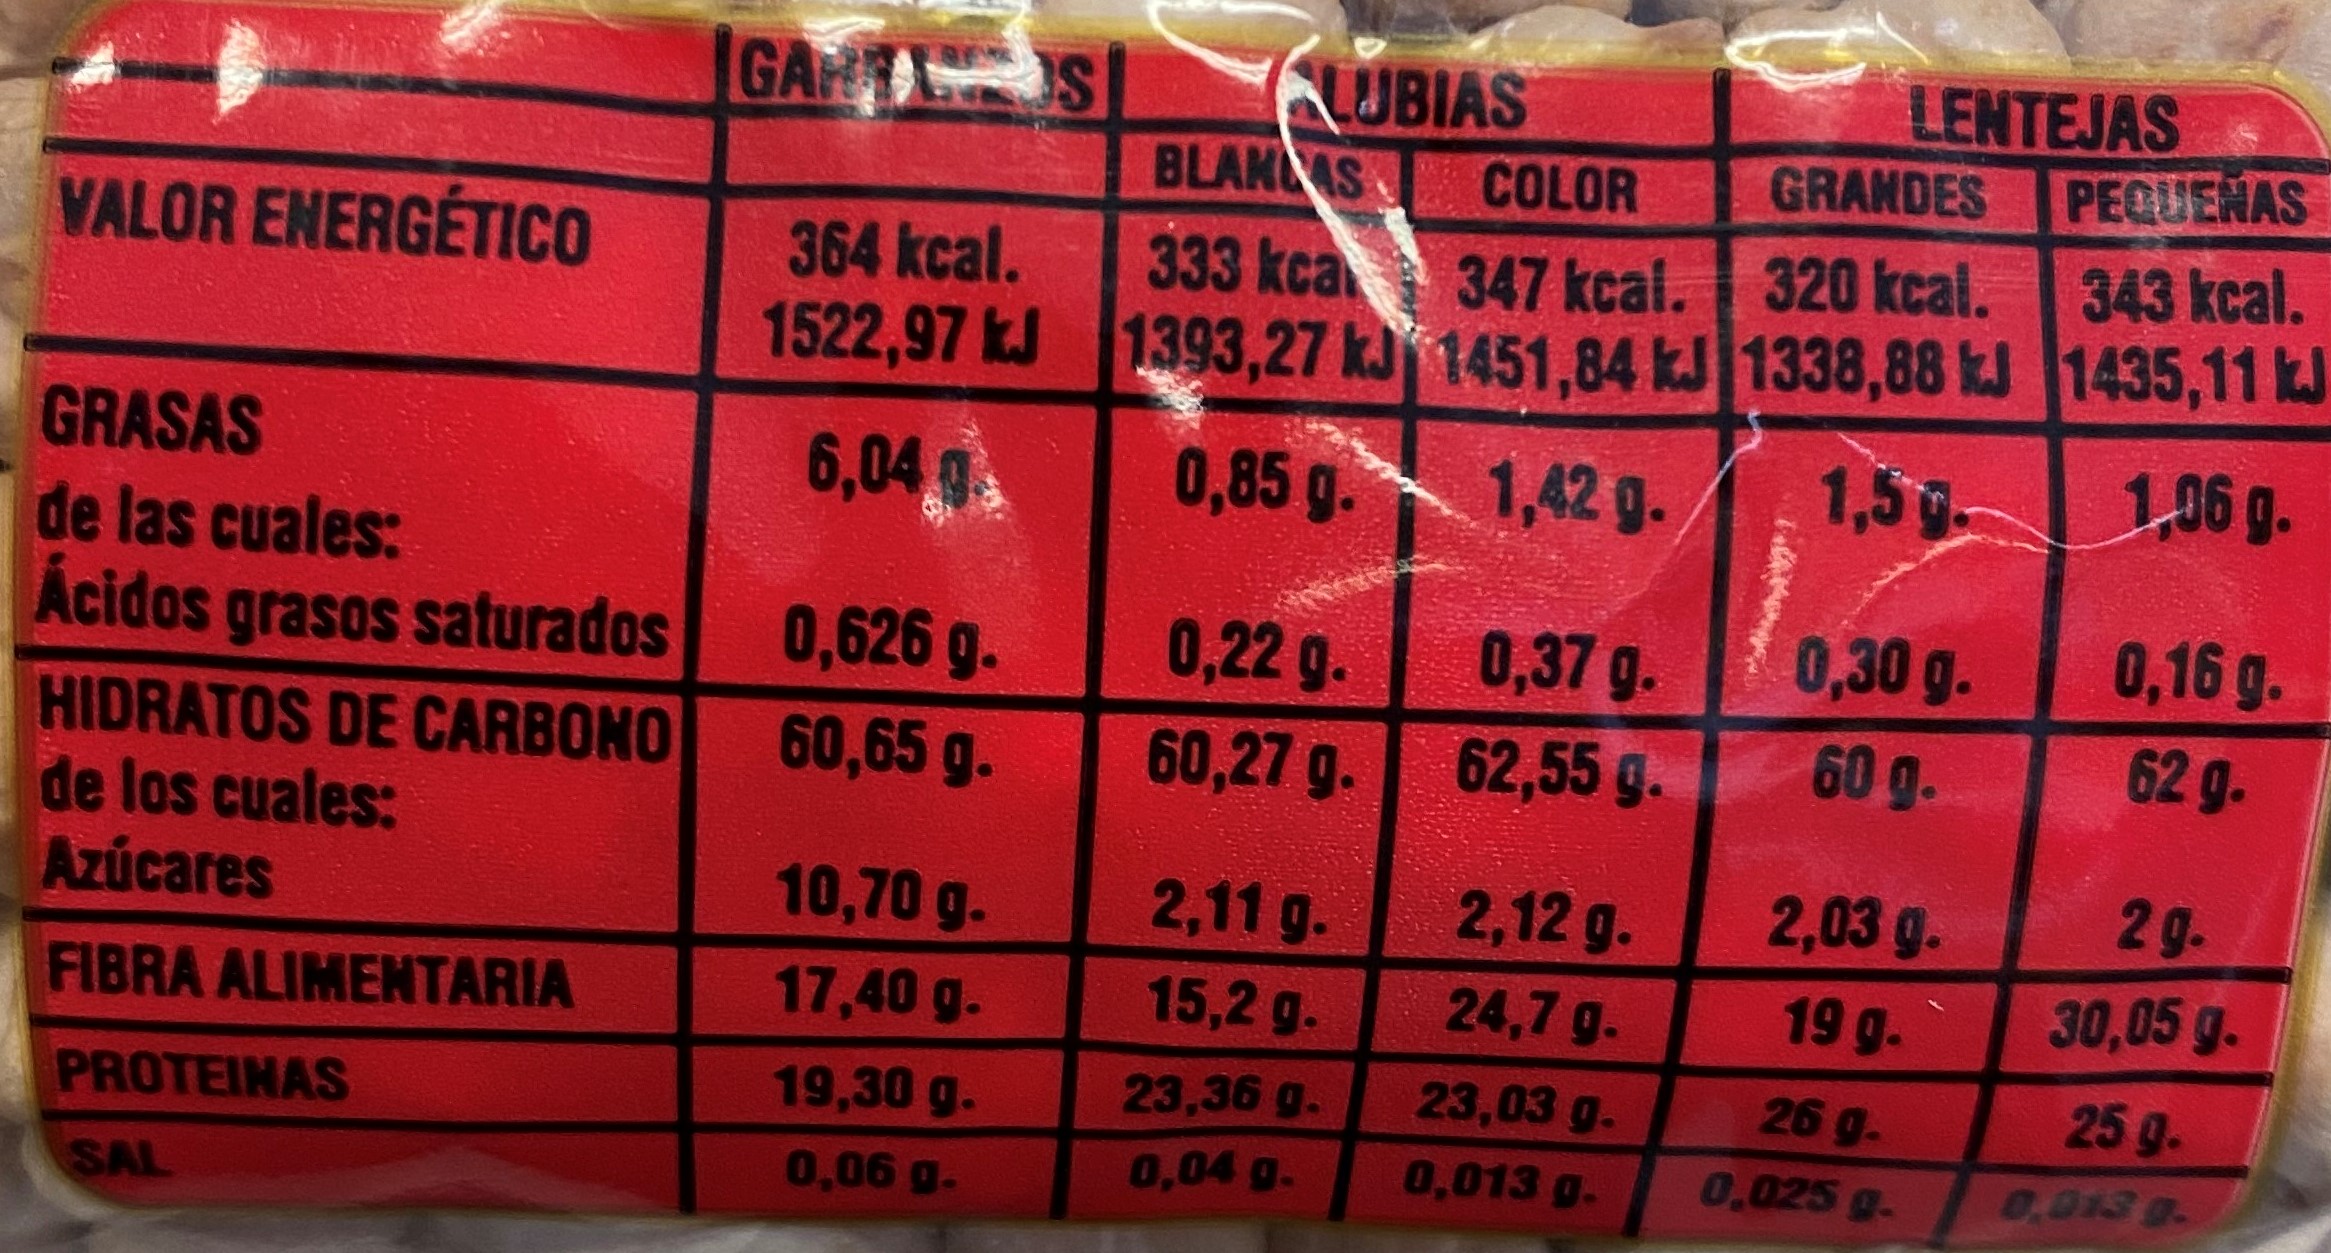 GARBANZOS ALUBIAS LENTEJAS
BLANCAS COLOR GRANDES PEQUEÑAS
VALOR ENERGÉTICO 364 kcal. 333 kcal. 347 kcal. 320 kcal. 343 kcal.
1522,97 kJ 1393,27 kJ 1451,84 kJ 1338,88 kJ 1435,11 kJ
GRASAS 6,04 g. 0,85 g. 1,42 g. 1,5 g. 1,06 g.
de las cuales:
Ácidos grasos saturados 0,626 g. 0,22 g. 0,37 g. 0,30 g. 0,16 g.
HIDRATOS DE CARBONO 60,65 g. 60,27 g. 62,55 g. 60 g. 62 g.
de los cuales:
Azúcares 10,70 g. 2,11 g. 2,12 g. 2,03 g. 2 g.
FIBRA ALIMENTARIA 17,40 g. 15,2 g. 24,7 g. 19 g. 30,05 g.
PROTEINAS 19,30 g. 23,36 g. 23,03 g. 26 g. 25 g.
SAL 0,06 g. 0,04 g. 0,013 g. 0,025 g. 0,013 g.